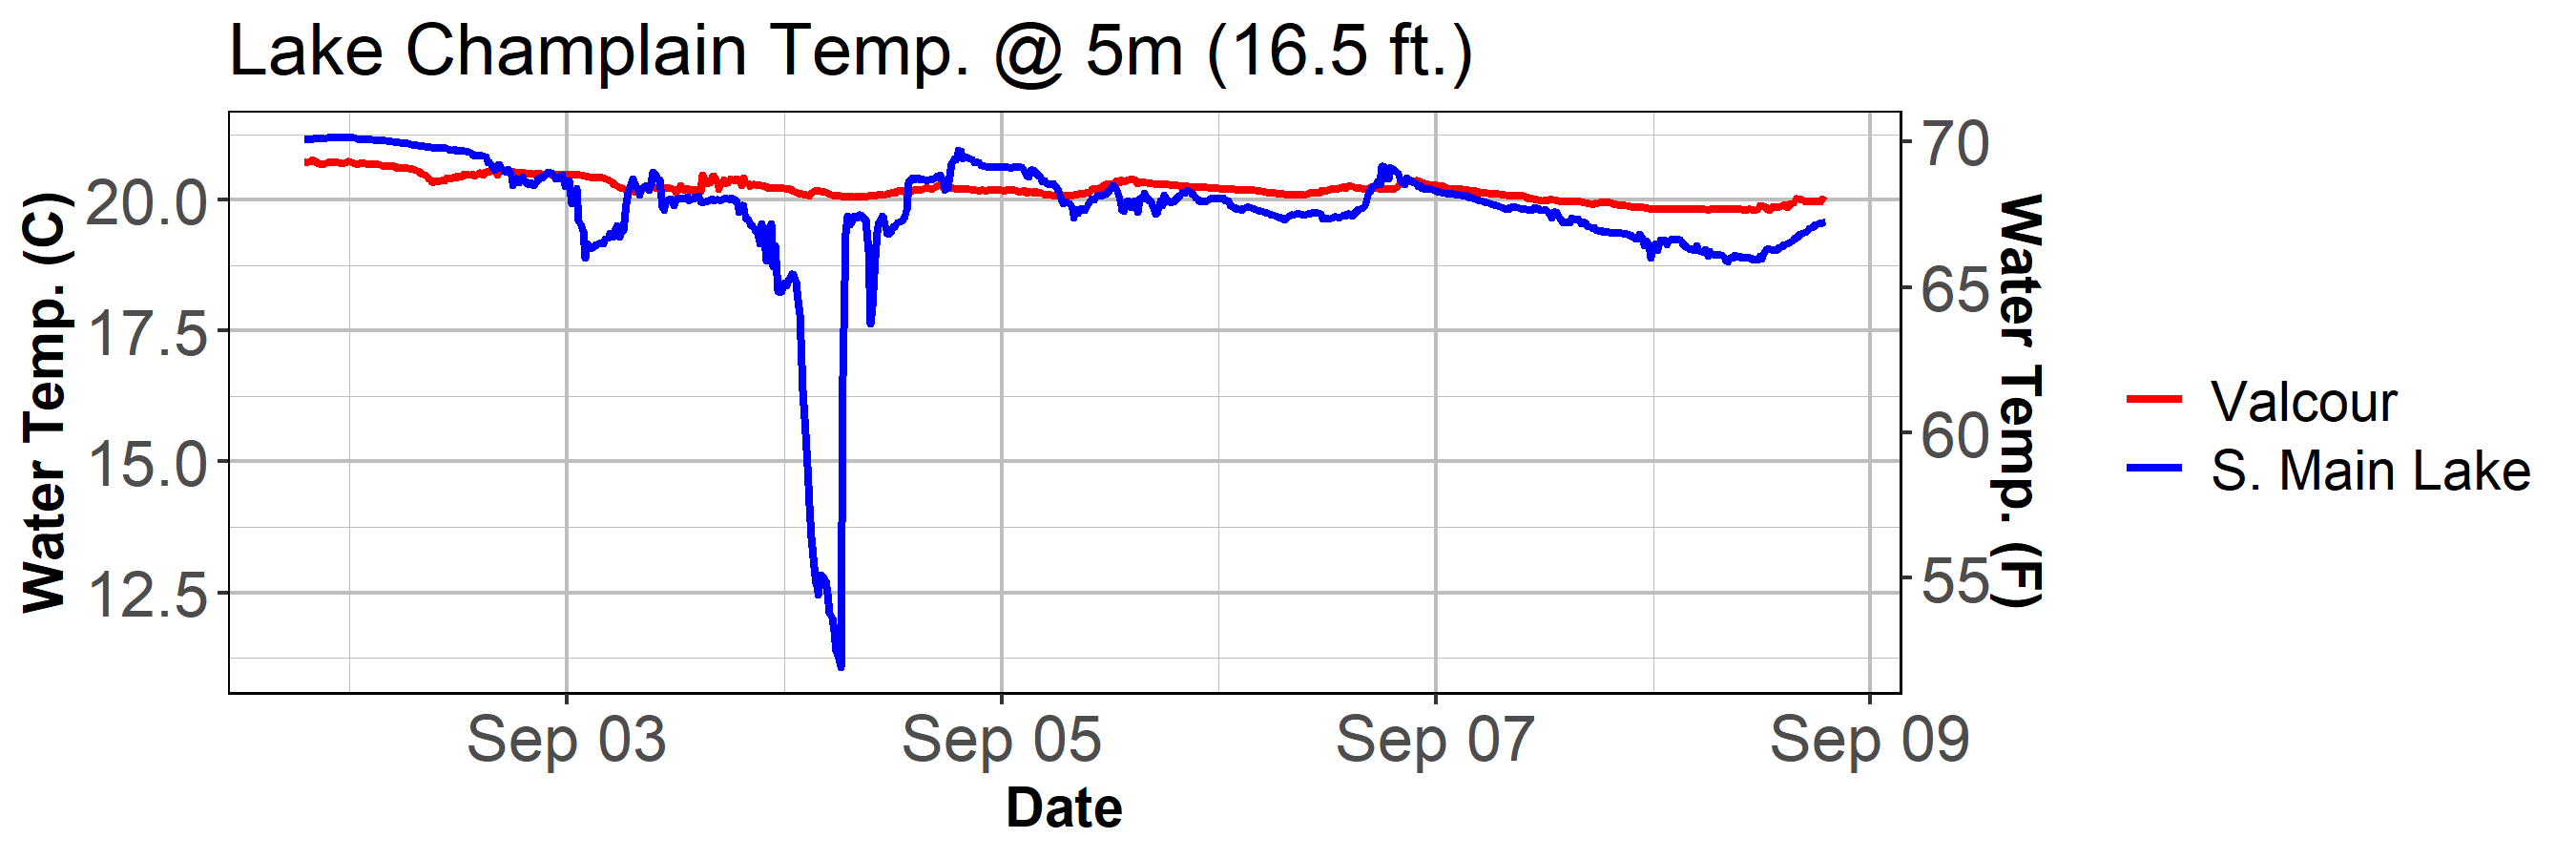 Lake Champlain Temp. @ 5m (16.5 ft.)
Water Temp. (C)
20.0
17.5
15.0
12.5
70
65
60
55
Water Temp. (F)
Sep 03
Sep 05
Sep 07
Sep 09
Date
Valcour
S. Main Lake